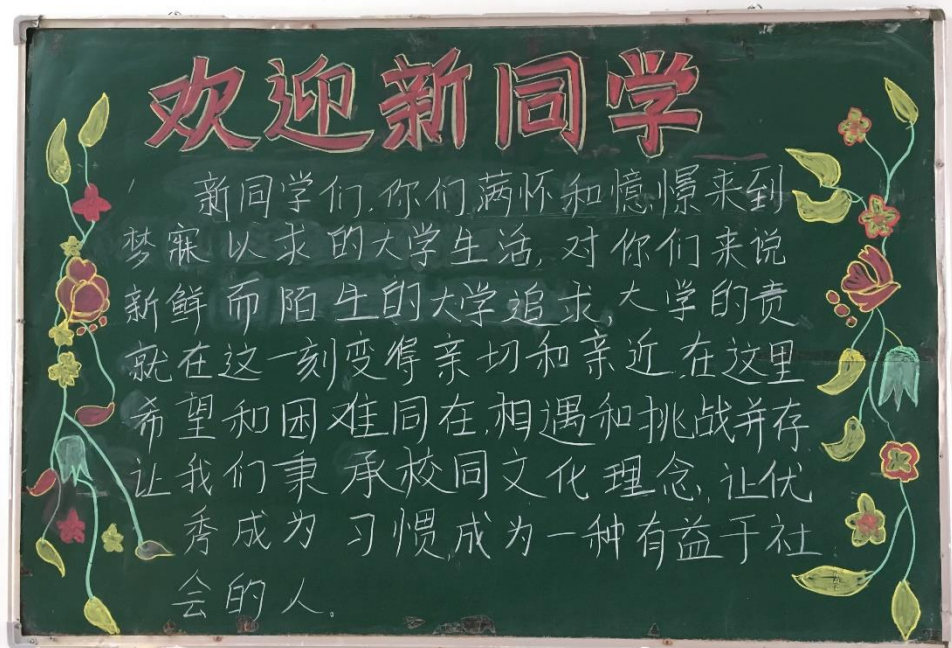 欢迎新同学
新同学们,你们满怀和憶憬来到
梦寐以求的大学生活,对你们来说
新鲜而陌生的大学追求,大学的责
就在这一刻变得亲切和亲近,在这里
希望和困难同在,相遇和挑战并存
让我们秉承校同文化理念,让优
秀成为习惯成为一种有益于社
会的人。